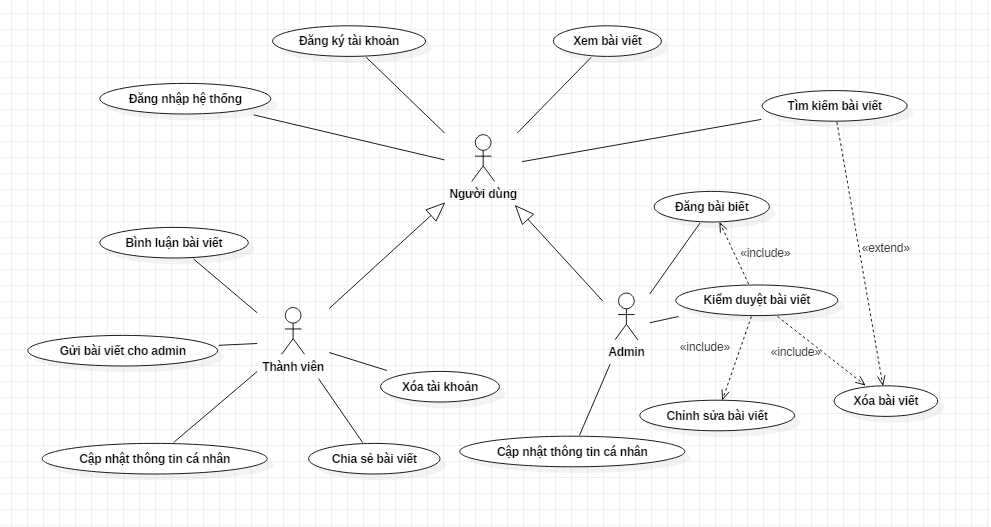 Đăng ký tài khoản
Xem bài viết
Đăng nhập hệ thống
Tìm kiếm bài viết
Người dùng
Đăng bài biết
Bình luận bài viết
«include»
«extend»
Kiểm duyệt bài viết
Gửi bài viết cho admin
Thành viên
Admin
«include»
«include»
Xóa tài khoản
Chỉnh sửa bài viết
Xóa bài viết
Cập nhật thông tin cá nhân
Chia sẻ bài viết
Cập nhật thông tin cá nhân